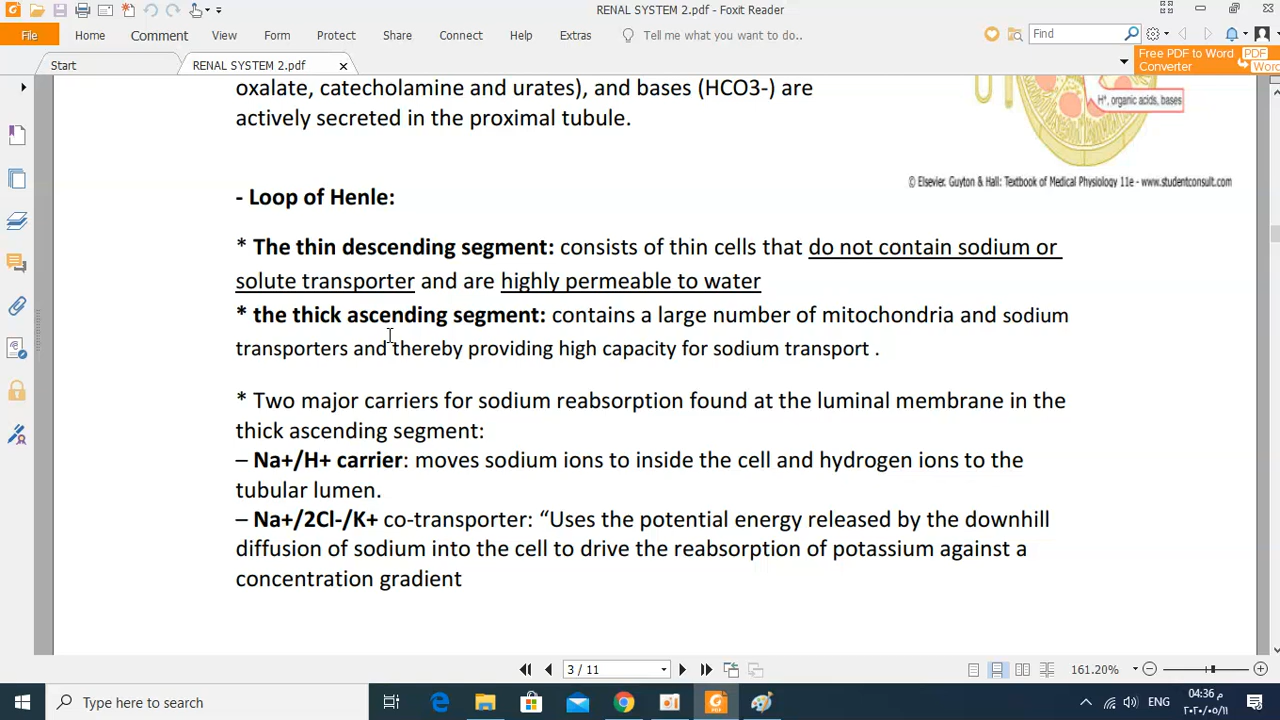 RENAL SYSTEM 2.pdf - Foxit Reader
File Home Comment View Form Protect Share Connect Help Extras Tell me what you want to do.. Find
Start RENAL SYSTEM 2.pdf
Free PDF to Word
Converter
PDF
Word
oxalate, catecholamine and urates), and bases (HCO3-) are
actively secreted in the proximal tubule.
H⁺, organic acids, bases
© Elsevier. Guyton & Hall: Textbook of Medical Physiology 11e - www.studentconsult.com
- Loop of Henle:
* The thin descending segment: consists of thin cells that do not contain sodium or
solute transporter and are highly permeable to water
* the thick ascending segment: contains a large number of mitochondria and sodium
transporters and thereby providing high capacity for sodium transport .
* Two major carriers for sodium reabsorption found at the luminal membrane in the
thick ascending segment:
– Na+/H+ carrier: moves sodium ions to inside the cell and hydrogen ions to the
tubular lumen.
– Na+/2Cl-/K+ co-transporter: “Uses the potential energy released by the downhill
diffusion of sodium into the cell to drive the reabsorption of potassium against a
concentration gradient
3 / 11
161.20%
Type here to search
ENG
04:36 م
٢٠٢٠/٠٥/١١